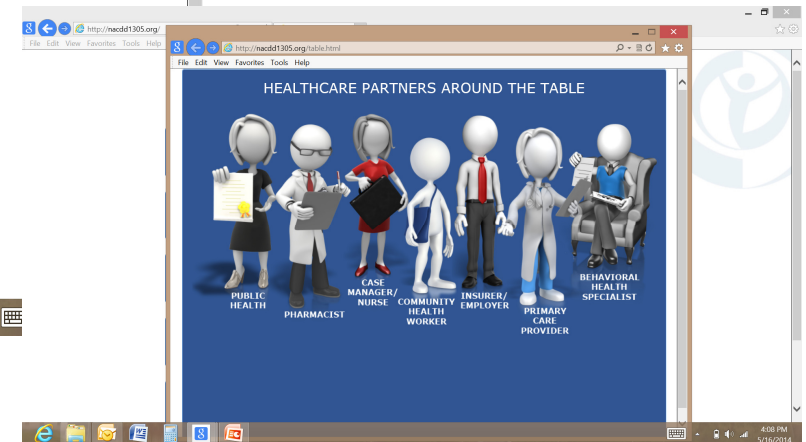 http://nacdd1305.org/
File Edit View Favorites Tools Help
http://nacdd1305.org/table.html
File Edit View Favorites Tools Help
HEALTHCARE PARTNERS AROUND THE TABLE
PUBLIC
HEALTH
PHARMACIST
CASE
MANAGER/
NURSE
COMMUNITY
HEALTH
WORKER
INSURER/
EMPLOYER
PRIMARY
CARE
PROVIDER
BEHAVIORAL
HEALTH
SPECIALIST
4:08 PM
5/16/2014